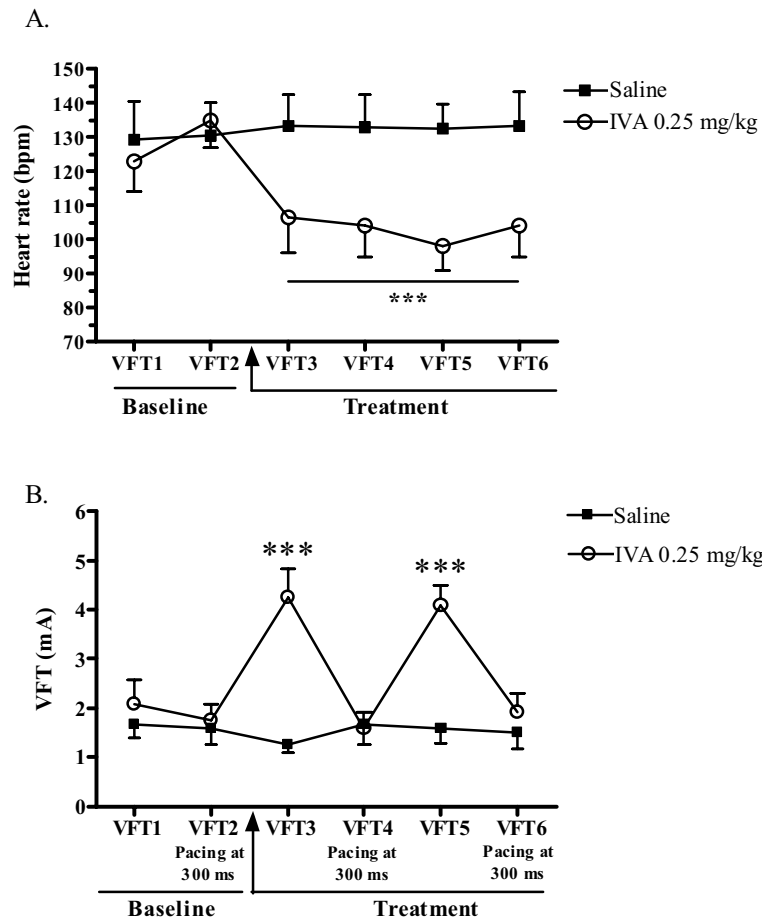 A.
Heart rate (bpm)
150
140
130
120
110
100
90
80
70
Saline
IVA 0.25 mg/kg
***
VFT1 VFT2 VFT3 VFT4 VFT5 VFT6
Baseline Treatment
B.
VFT (mA)
6
5
4
3
2
1
0
Saline
IVA 0.25 mg/kg
*** ***
VFT1 VFT2 VFT3 VFT4 VFT5 VFT6
Pacing at Pacing at Pacing at
300 ms 300 ms 300 ms
Baseline Treatment